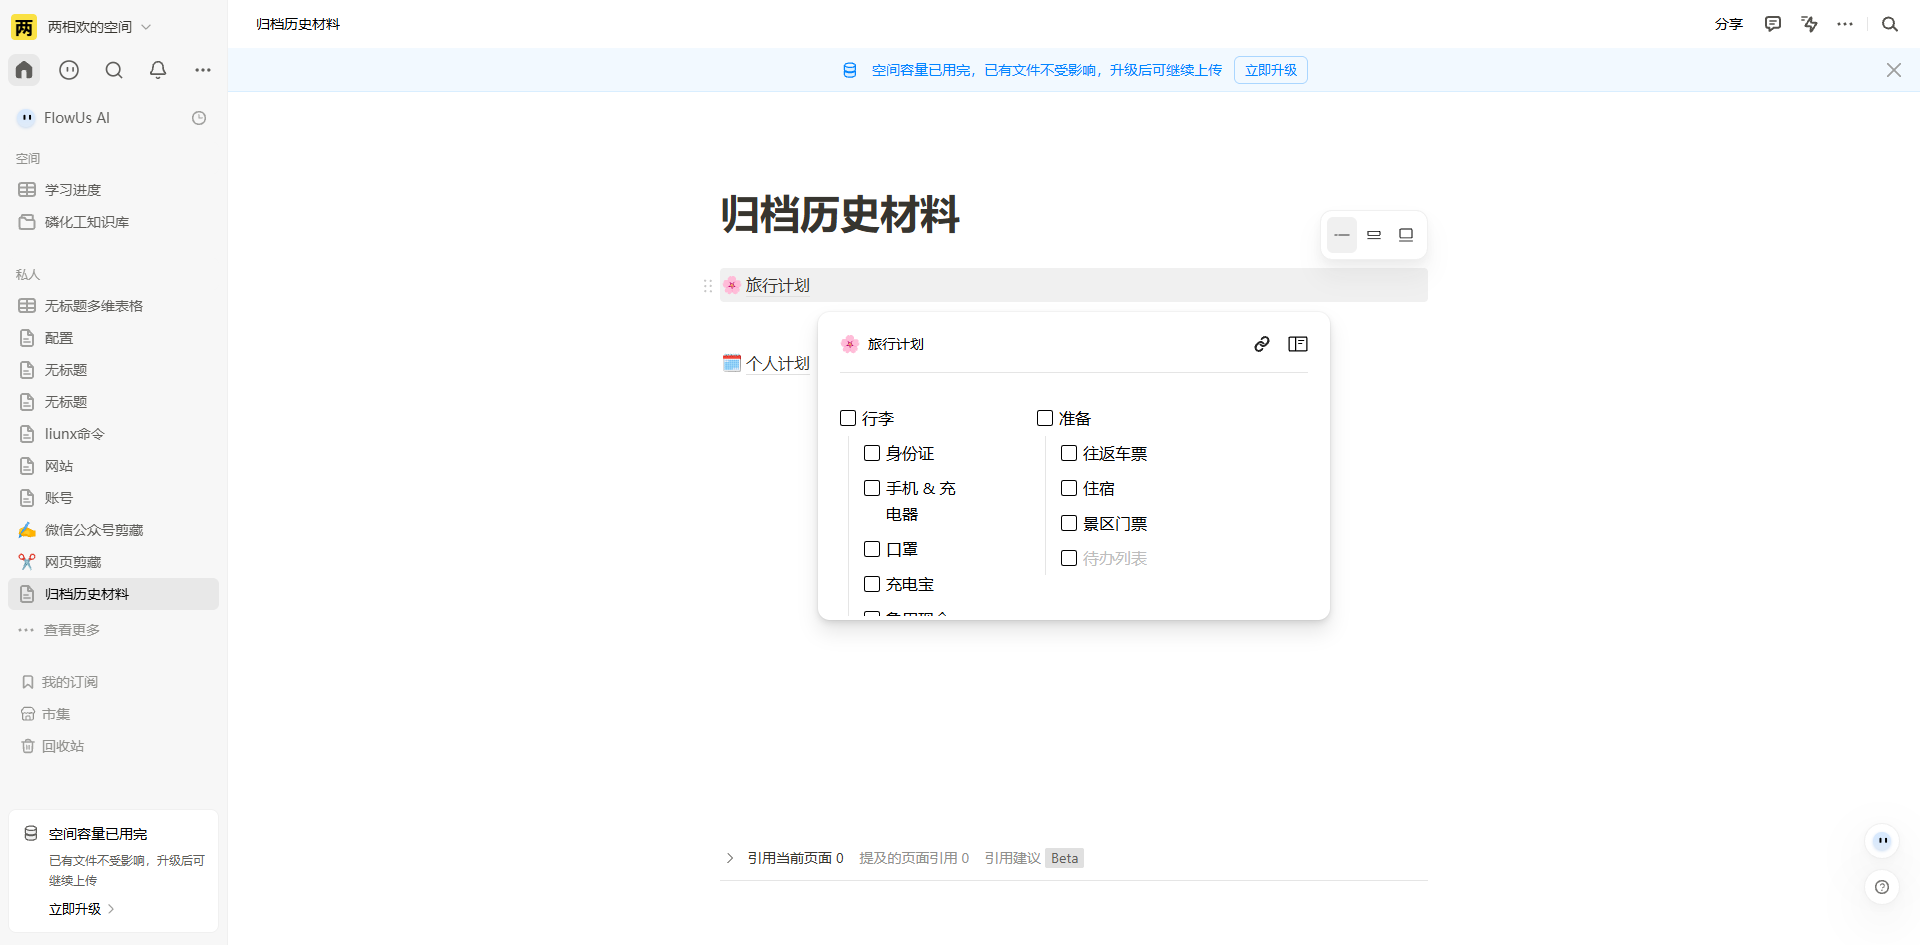 两 两相欢的空间
FlowUs AI
空间
学习进度
磷化工知识库
私人
无标题多维表格
配置
无标题
无标题
liunx命令
网站
账号
微信公众号剪藏
网页剪藏
归档历史材料
查看更多
我的订阅
市集
回收站
空间容量已用完
已有文件不受影响，升级后可
继续上传
立即升级
归档历史材料
分享
空间容量已用完，已有文件不受影响，升级后可继续上传 立即升级
归档历史材料
旅行计划
个人计划
旅行计划
行李
身份证
手机 & 充
电器
口罩
充电宝
准备
往返车票
住宿
景区门票
待办列表
引用当前页面 0 提及的页面引用 0 引用建议 Beta